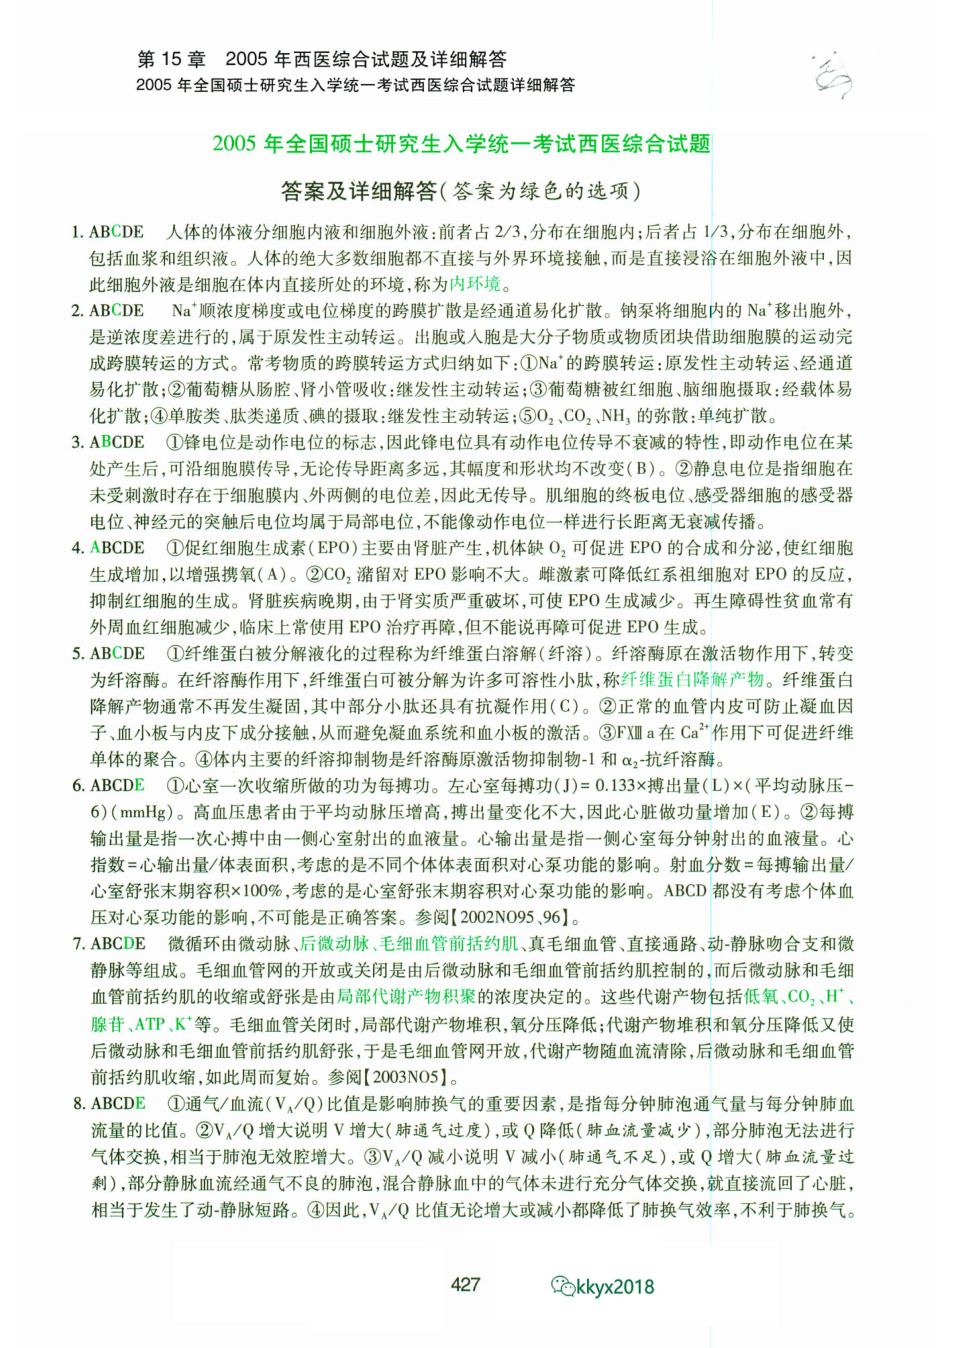 第 15 章　2005 年西医综合试题及详细解答
2005 年全国硕士研究生入学统一考试西医综合试题详细解答
2005 年全国硕士研究生入学统一考试西医综合试题
答案及详细解答(答案为绿色的选项)
1. ABCDE　人体的体液分细胞内液和细胞外液:前者占 2/3,分布在细胞内;后者占 1/3,分布在细胞外,
包括血浆和组织液。人体的绝大多数细胞都不直接与外界环境接触,而是直接浸浴在细胞外液中,因
此细胞外液是细胞在体内直接所处的环境,称为内环境。
2. ABCDE　Na⁺顺浓度梯度或电位梯度的跨膜扩散是经通道易化扩散。钠泵将细胞内的 Na⁺移出胞外,
是逆浓度差进行的,属于原发性主动转运。出胞或入胞是大分子物质或物质团块借助细胞膜的运动完
成跨膜转运的方式。常考物质的跨膜转运方式归纳如下:①Na⁺的跨膜转运:原发性主动转运、经通道
易化扩散;②葡萄糖从肠腔、肾小管吸收:继发性主动转运;③葡萄糖被红细胞、脑细胞摄取:经载体易
化扩散;④单胺类、肽类递质、碘的摄取:继发性主动转运;⑤O₂、CO₂、NH₃ 的弥散:单纯扩散。
3. ABCDE　①锋电位是动作电位的标志,因此锋电位具有动作电位传导不衰减的特性,即动作电位在某
处产生后,可沿细胞膜传导,无论传导距离多远,其幅度和形状均不改变(B)。②静息电位是指细胞在
未受刺激时存在于细胞膜内、外两侧的电位差,因此无传导。肌细胞的终板电位、感受器细胞的感受器
电位、神经元的突触后电位均属于局部电位,不能像动作电位一样进行长距离无衰减传播。
4. ABCDE　①促红细胞生成素(EPO)主要由肾脏产生,机体缺 O₂ 可促进 EPO 的合成和分泌,使红细胞
生成增加,以增强携氧(A)。②CO₂ 潴留对 EPO 影响不大。雌激素可降低红系祖细胞对 EPO 的反应,
抑制红细胞的生成。肾脏疾病晚期,由于肾实质严重破坏,可使 EPO 生成减少。再生障碍性贫血常有
外周血红细胞减少,临床上常使用 EPO 治疗再障,但不能说再障可促进 EPO 生成。
5. ABCDE　①纤维蛋白被分解液化的过程称为纤维蛋白溶解(纤溶)。纤溶酶原在激活物作用下,转变
为纤溶酶。在纤溶酶作用下,纤维蛋白可被分解为许多可溶性小肽,称纤维蛋白降解产物。纤维蛋白
降解产物通常不再发生凝固,其中部分小肽还具有抗凝作用(C)。②正常的血管内皮可防止凝血因
子、血小板与内皮下成分接触,从而避免凝血系统和血小板的激活。③FⅩⅢa 在 Ca²⁺作用下可促进纤维
单体的聚合。④体内主要的纤溶抑制物是纤溶酶原激活物抑制物-1 和 α₂-抗纤溶酶。
6. ABCDE　①心室一次收缩所做的功为每搏功。左心室每搏功(J)= 0.133×搏出量(L)×(平均动脉压-
6)(mmHg)。高血压患者由于平均动脉压增高,搏出量变化不大,因此心脏做功量增加(E)。②每搏
输出量是指一次心搏中由一侧心室射出的血液量。心输出量是指一侧心室每分钟射出的血液量。心
指数=心输出量/体表面积,考虑的是不同个体体表面积对心泵功能的影响。射血分数=每搏输出量/
心室舒张末期容积×100%,考虑的是心室舒张末期容积对心泵功能的影响。ABCD 都没有考虑个体血
压对心泵功能的影响,不可能是正确答案。参阅【2002NO95、96】。
7. ABCDE　微循环由微动脉、后微动脉、毛细血管前括约肌、真毛细血管、直接通路、动-静脉吻合支和微
静脉等组成。毛细血管网的开放或关闭是由后微动脉和毛细血管前括约肌控制的,而后微动脉和毛细
血管前括约肌的收缩或舒张是由局部代谢产物积聚的浓度决定的。这些代谢产物包括低氧、CO₂、H⁺、
腺苷、ATP、K⁺等。毛细血管关闭时,局部代谢产物堆积,氧分压降低;代谢产物堆积和氧分压降低又使
后微动脉和毛细血管前括约肌舒张,于是毛细血管网开放,代谢产物随血流清除,后微动脉和毛细血管
前括约肌收缩,如此周而复始。参阅【2003NO5】。
8. ABCDE　①通气/血流(V_A/Q)比值是影响肺换气的重要因素,是指每分钟肺泡通气量与每分钟肺血
流量的比值。②V_A/Q 增大说明 V 增大(肺通气过度),或 Q 降低(肺血流量减少),部分肺泡无法进行
气体交换,相当于肺泡无效腔增大。③V_A/Q 减小说明 V 减小(肺通气不足),或 Q 增大(肺血流量过
剩),部分静脉血流经通气不良的肺泡,混合静脉血中的气体未进行充分气体交换,就直接流回了心脏,
相当于发生了动-静脉短路。④因此,V_A/Q 比值无论增大或减小都降低了肺换气效率,不利于肺换气。
427
kkyx2018